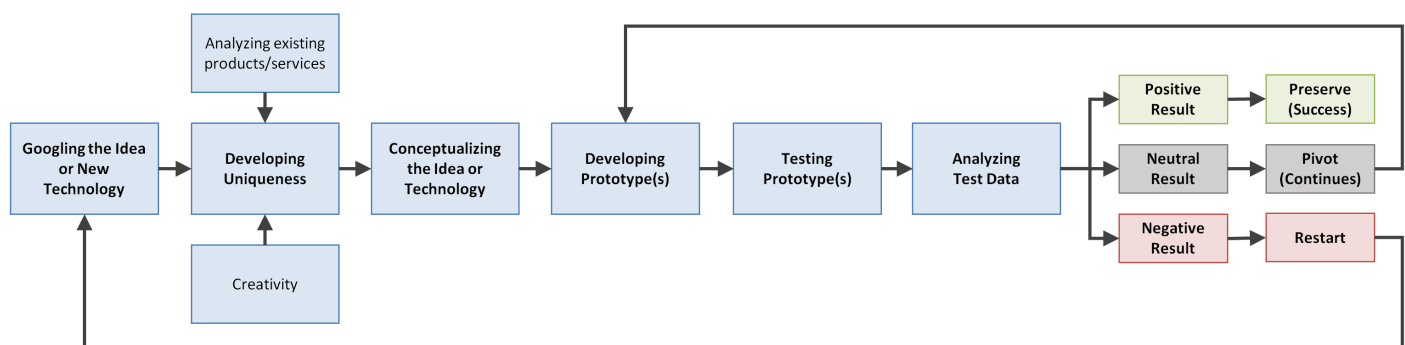 Analyzing existing
products/services
Googling the Idea
or New
Technology
Developing
Uniqueness
Creativity
Conceptualizing
the Idea or
Technology
Developing
Prototype(s)
Testing
Prototype(s)
Analyzing
Test Data
Positive
Result
Preserve
(Success)
Neutral
Result
Pivot
(Continues)
Negative
Result
Restart